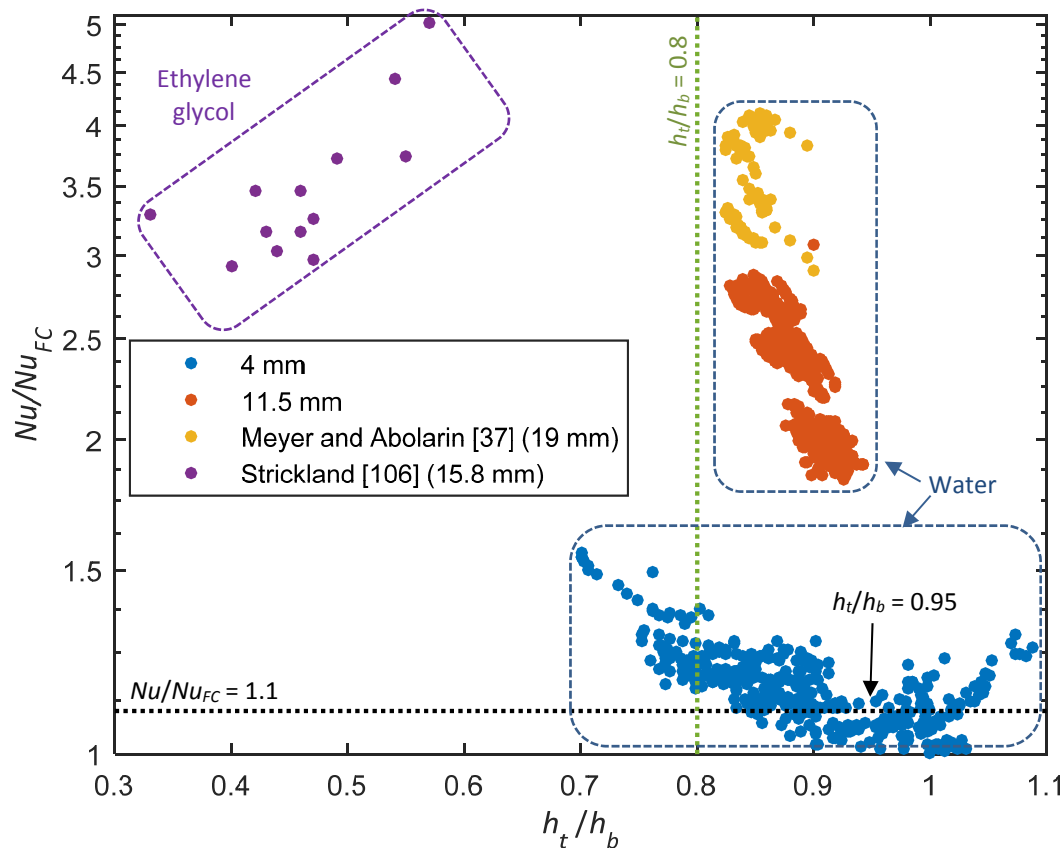 5
4.5
4
3.5
3
2.5
2
1.5
1
Nu/Nu_FC
Ethylene
glycol
h_t/h_b = 0.8
4 mm
11.5 mm
Meyer and Abolarin [37] (19 mm)
Strickland [106] (15.8 mm)
Water
h_t/h_b = 0.95
Nu/Nu_FC = 1.1
0.3 0.4 0.5 0.6 0.7 0.8 0.9 1 1.1
h_t/h_b